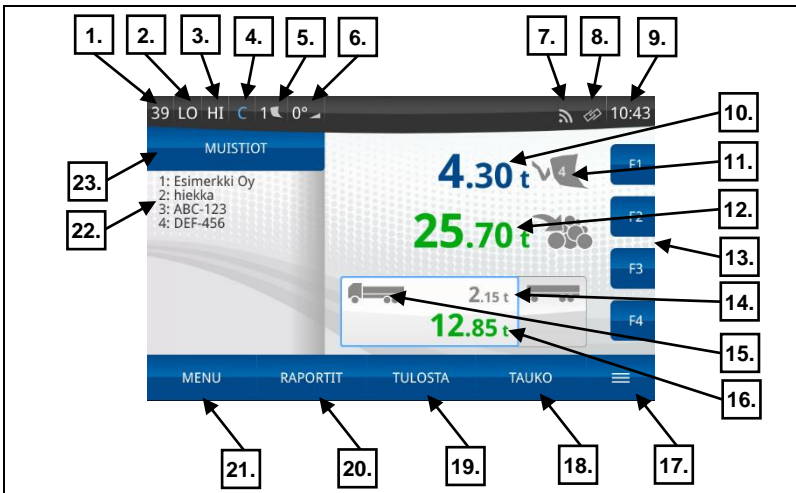 1. 2. 3. 4. 5. 6. 7. 8. 9.
39 LO HI C 1 0° 10:43
10.
MUISTIOT
4.30 t 4 F1
11.
23.
1: Esimerkki Oy
2: hiekka
3: ABC-123
4: DEF-456
22.
25.70 t F2
12.
13.
F3
2.15 t
14.
12.85 t F4
15.
16.
MENU RAPORTIT TULOSTA TAUKO
21. 20. 19. 18. 17.